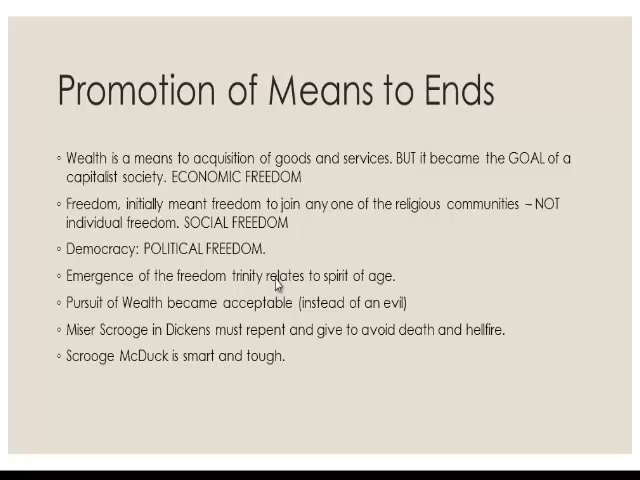 Promotion of Means to Ends
◦ Wealth is a means to acquisition of goods and services. BUT it became the GOAL of a
capitalist society. ECONOMIC FREEDOM
◦ Freedom, initially meant freedom to join any one of the religious communities – NOT
individual freedom. SOCIAL FREEDOM
◦ Democracy: POLITICAL FREEDOM.
◦ Emergence of the freedom trinity relates to spirit of age.
◦ Pursuit of Wealth became acceptable (instead of an evil)
◦ Miser Scrooge in Dickens must repent and give to avoid death and hellfire.
◦ Scrooge McDuck is smart and tough.